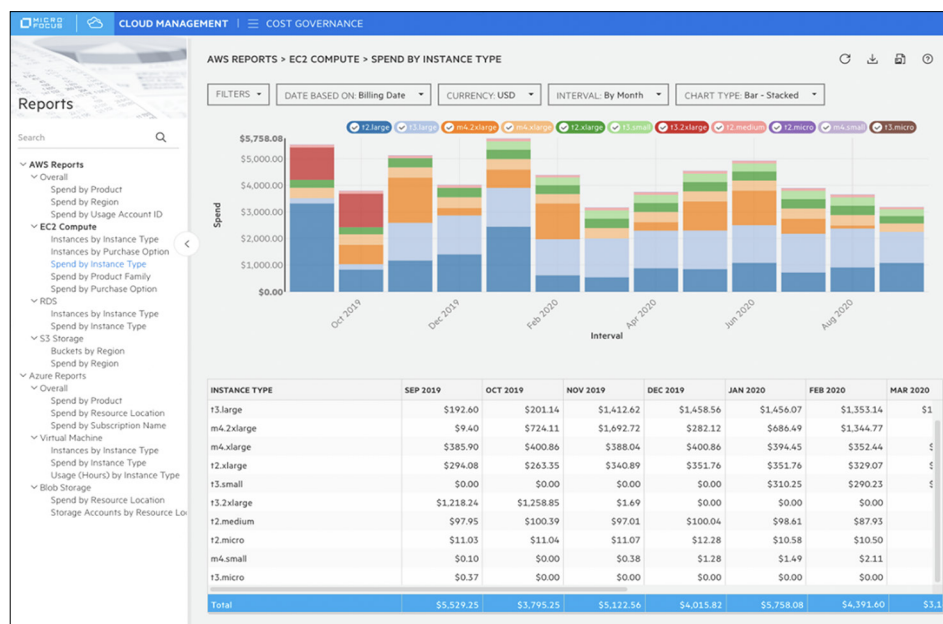 MICRO FOCUS CLOUD MANAGEMENT | COST GOVERNANCE
Reports
Search
AWS Reports
Overall
Spend by Product
Spend by Region
Spend by Usage Account ID
EC2 Compute
Instances by Instance Type
Instances by Purchase Option
Spend by Instance Type
Spend by Product Family
Spend by Purchase Option
RDS
Instances by Instance Type
Spend by Instance Type
S3 Storage
Buckets by Region
Spend by Region
Azure Reports
Overall
Spend by Product
Spend by Resource Location
Spend by Subscription Name
Virtual Machine
Instances by Instance Type
Spend by Instance Type
Usage (Hours) by Instance Type
Blob Storage
Spend by Resource Location
Storage Accounts by Resource Lo
AWS REPORTS > EC2 COMPUTE > SPEND BY INSTANCE TYPE
FILTERS DATE BASED ON: Billing Date CURRENCY: USD INTERVAL: By Month CHART TYPE: Bar - Stacked
t2.large t3.large m4.2xlarge m4.xlarge t2.xlarge t3.small t3.2xlarge t2.medium t2.micro m4.small t3.micro
$5,758.08
$5,000.00
$4,000.00
$3,000.00
$2,000.00
$1,000.00
$0.00
Spend
Oct 2019 Dec 2019 Feb 2020 Apr 2020 Jun 2020 Aug 2020
Interval
INSTANCE TYPE SEP 2019 OCT 2019 NOV 2019 DEC 2019 JAN 2020 FEB 2020 MAR 2020
t3.large $192.60 $201.14 $1,412.62 $1,458.56 $1,456.07 $1,353.14 $1
m4.2xlarge $9.40 $724.11 $1,692.72 $282.12 $686.49 $1,344.77
m4.xlarge $385.90 $400.86 $388.04 $400.86 $394.45 $352.44 $
t2.xlarge $294.08 $263.35 $340.89 $351.76 $351.76 $329.07 $
t3.small $0.00 $0.00 $0.00 $0.00 $310.25 $290.23 $
t3.2xlarge $1,218.24 $1,258.85 $1.69 $0.00 $0.00 $0.00
t2.medium $97.95 $100.39 $97.01 $100.04 $98.61 $87.93
t2.micro $11.03 $11.04 $11.07 $12.28 $10.58 $10.50
m4.small $0.10 $0.00 $0.38 $1.28 $1.49 $2.11
t3.micro $0.37 $0.00 $0.00 $0.00 $0.00 $0.00
Total $5,529.25 $3,795.25 $5,122.56 $4,015.82 $5,758.08 $4,391.60 $3,1